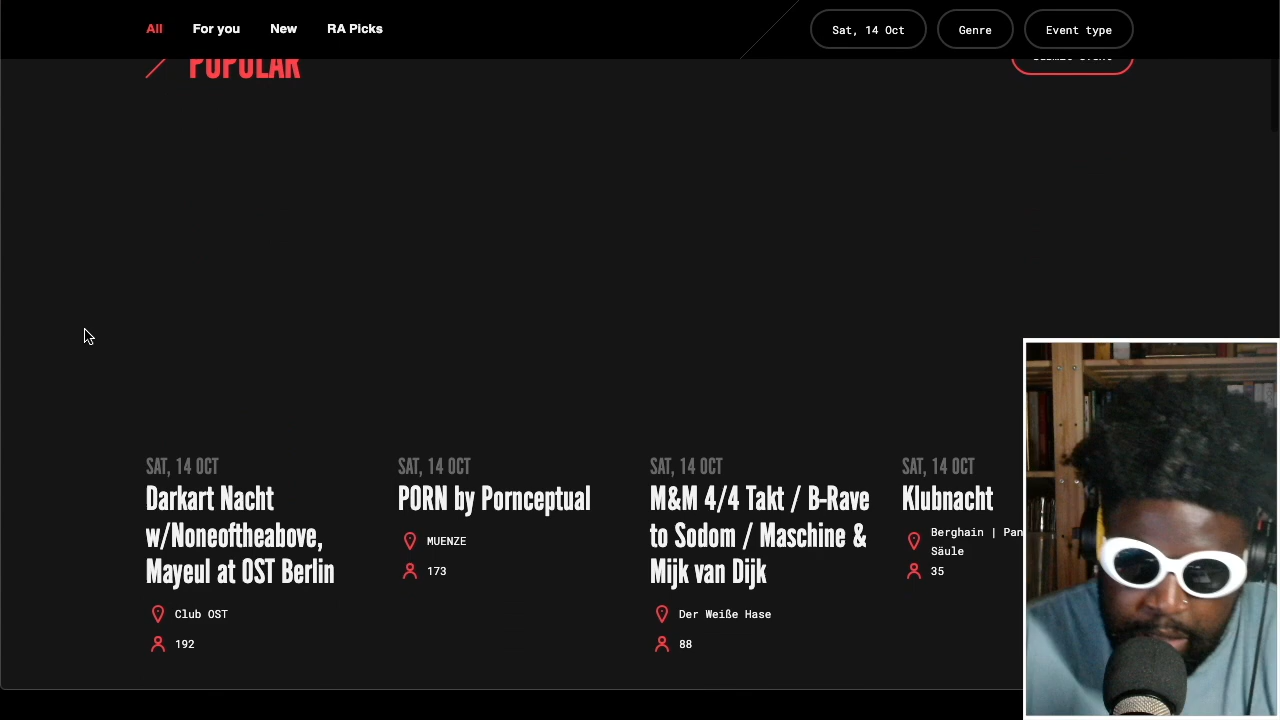 All For you New RA Picks
Sat, 14 Oct Genre Event type
POPULAR
SAT, 14 OCT
Darkart Nacht
w/Noneoftheabove,
Mayeul at OST Berlin
Club OST
192
SAT, 14 OCT
PORN by Pornceptual
MUENZE
173
SAT, 14 OCT
M&M 4/4 Takt / B-Rave
to Sodom / Maschine &
Mijk van Dijk
Der Weiße Hase
88
SAT, 14 OCT
Klubnacht
Berghain | Pan
Säule
35